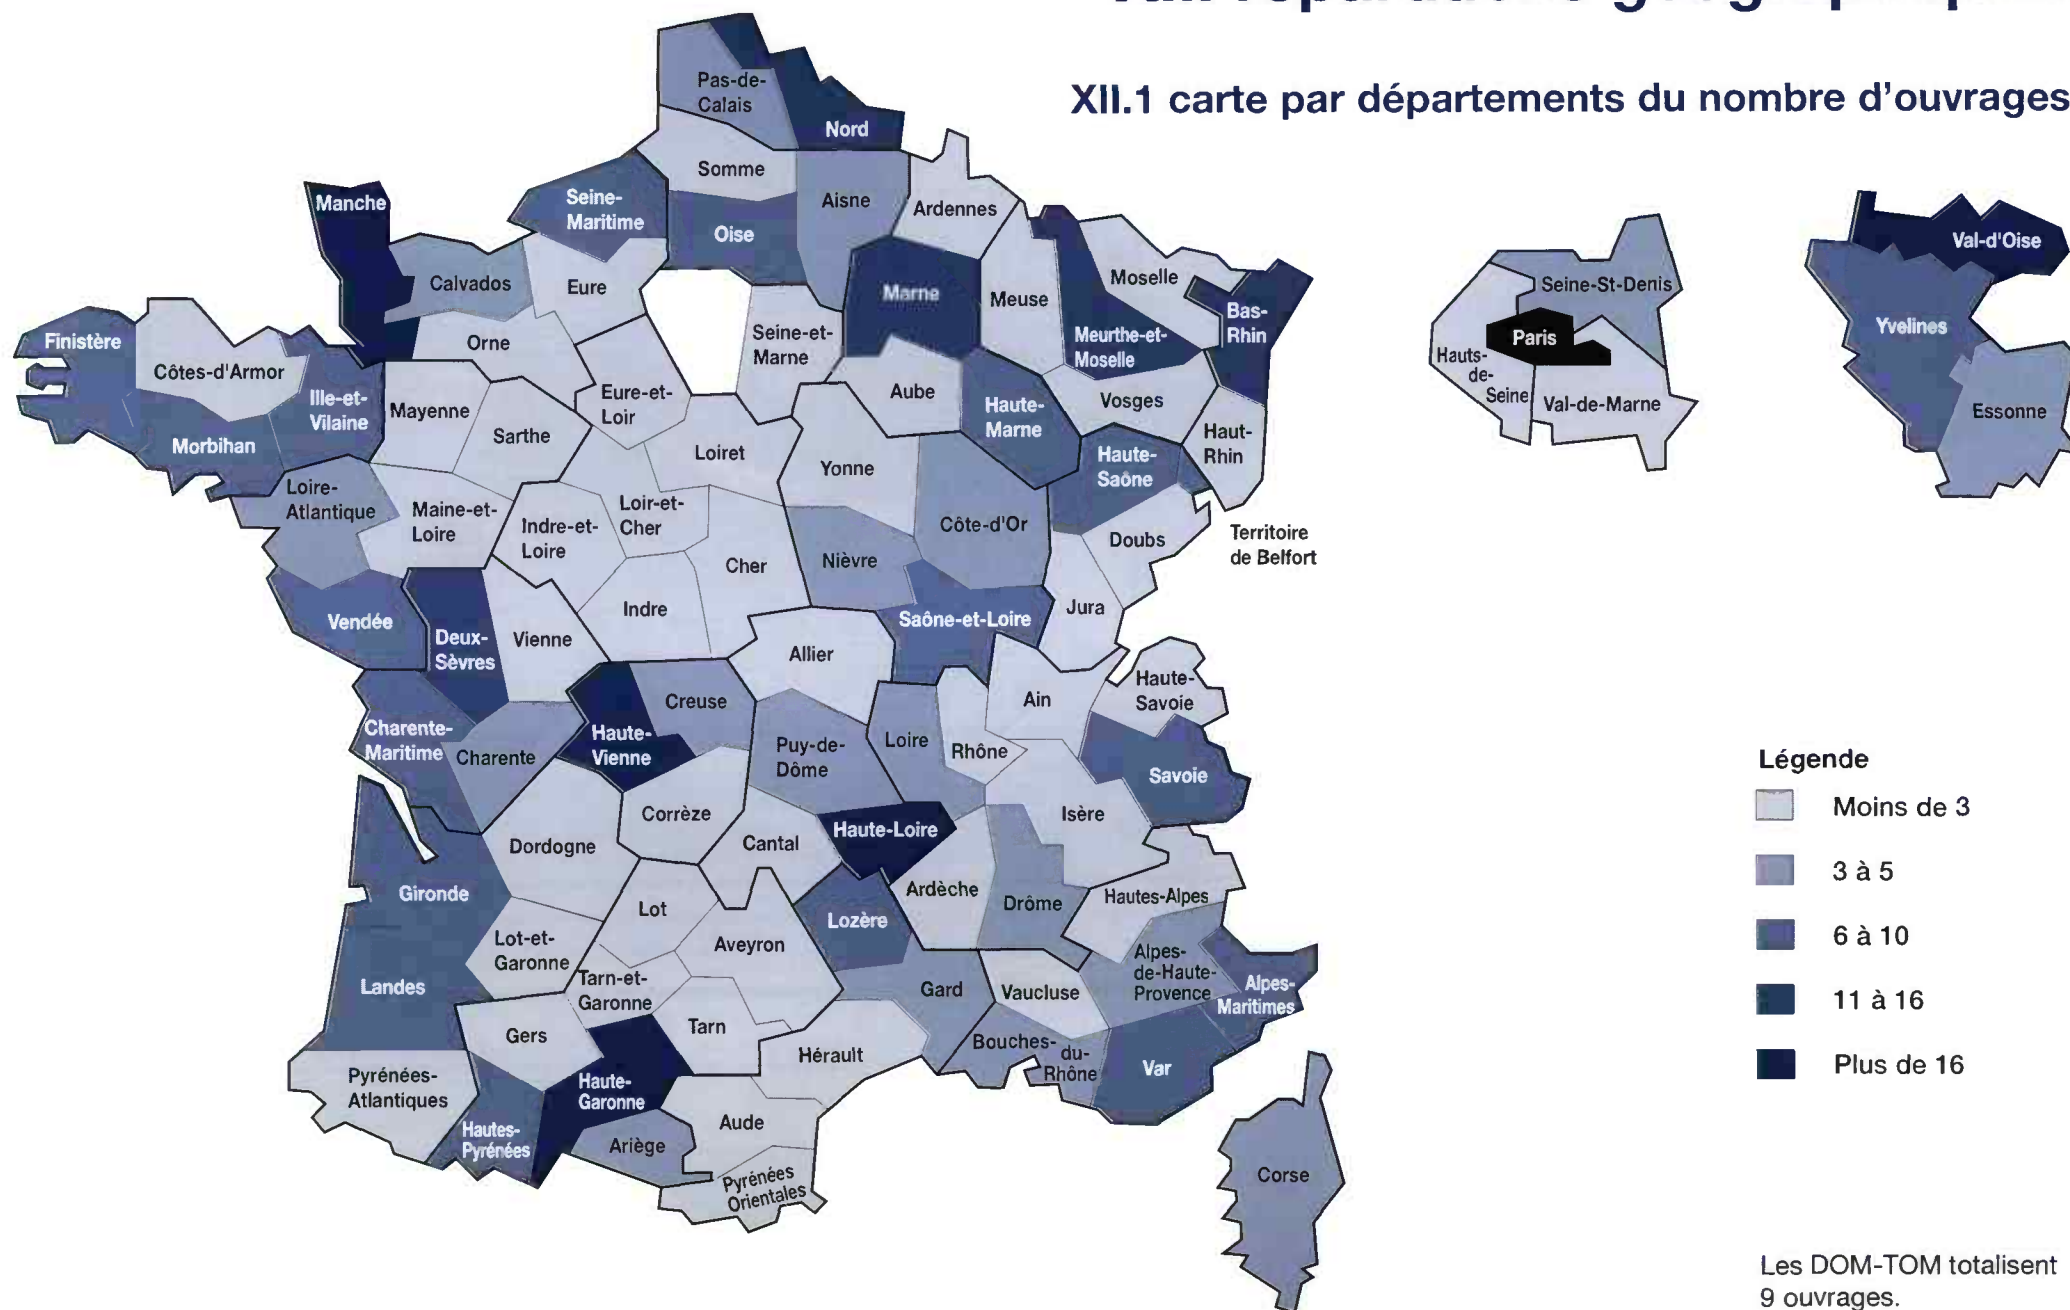 XII.1 carte par départements du nombre d'ouvrages
Pas-de-
Calais
Nord
Somme
Seine-
Maritime
Oise
Aisne
Ardennes
Manche
Calvados
Eure
Marne
Meuse
Moselle
Meurthe-et-
Moselle
Bas-
Rhin
Seine-et-
Marne
Orne
Finistère
Côtes-d'Armor
Ille-et-
Vilaine
Morbihan
Mayenne
Sarthe
Eure-et-
Loir
Loiret
Aube
Haute-
Marne
Vosges
Haut-
Rhin
Yonne
Haute-
Saône
Territoire
de Belfort
Loire-
Atlantique
Maine-et-
Loire
Indre-et-
Loire
Loir-et-
Cher
Cher
Nièvre
Côte-d'Or
Doubs
Jura
Saône-et-Loire
Indre
Vendée
Deux-
Sèvres
Vienne
Allier
Creuse
Haute-
Vienne
Charente-
Maritime
Charente
Puy-de-
Dôme
Loire
Rhône
Ain
Haute-
Savoie
Savoie
Isère
Corrèze
Cantal
Haute-Loire
Dordogne
Gironde
Lot
Aveyron
Lozère
Ardèche
Drôme
Hautes-Alpes
Alpes-
de-Haute-
Provence
Alpes-
Maritimes
Lot-et-
Garonne
Tarn-et-
Garonne
Landes
Gers
Tarn
Hérault
Gard
Vaucluse
Bouches-
du-
Rhône
Var
Pyrénées-
Atlantiques
Hautes-
Pyrénées
Haute-
Garonne
Ariège
Aude
Pyrénées
Orientales
Corse
Seine-St-Denis
Paris
Hauts-
de-
Seine
Val-de-Marne
Val-d'Oise
Yvelines
Essonne
Légende
Moins de 3
3 à 5
6 à 10
11 à 16
Plus de 16
Les DOM-TOM totalisent
9 ouvrages.